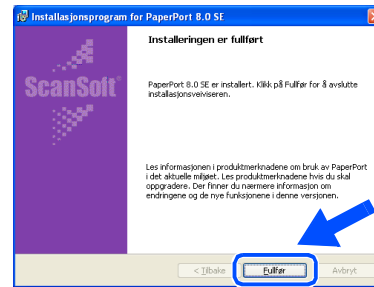 Installasjonsprogram for PaperPort 8.0 SE
Installeringen er fullført
ScanSoft®
PaperPort 8.0 SE er installert. Klikk på Fullfør for å avslutte
installasjonsveiviseren.
Les informasjonen i produktmerknadene om bruk av PaperPort
i det aktuelle miljøet. Les produktmerknadene hvis du skal
oppgradere. Der finner du nærmere informasjon om
endringene og de nye funksjonene i denne versjonen.
< Tilbake Fullfør Avbryt